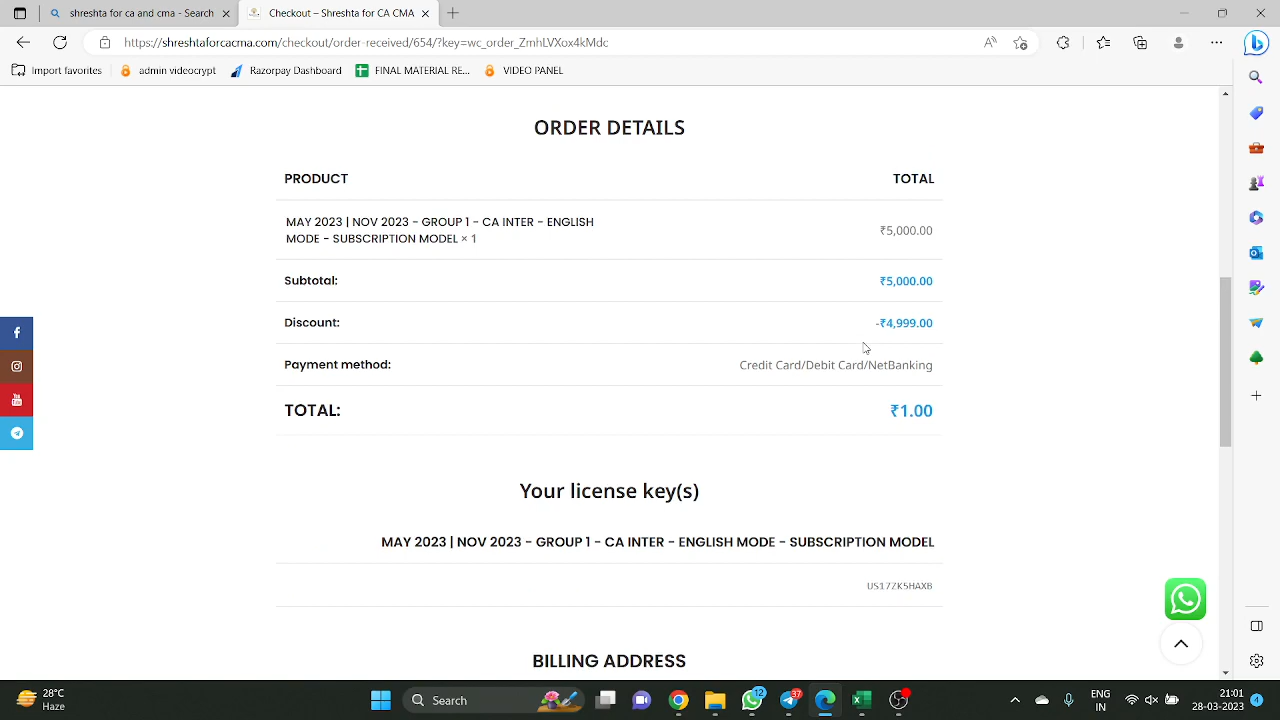 shreshta for ca and cma - Search
Checkout – Shreshta for CA CMA
https://shreshtaforcacma.com/checkout/order-received/654/?key=wc_order_ZmhLVXox4kMdc
Import favorites
admin videocrypt
Razorpay Dashboard
FINAL MATERIAL RE...
VIDEO PANEL
ORDER DETAILS
PRODUCT TOTAL
MAY 2023 | NOV 2023 – GROUP 1 – CA INTER – ENGLISH
MODE – SUBSCRIPTION MODEL × 1
₹5,000.00
Subtotal: ₹5,000.00
Discount: -₹4,999.00
Payment method: Credit Card/Debit Card/NetBanking
TOTAL: ₹1.00
Your license key(s)
MAY 2023 | NOV 2023 – GROUP 1 – CA INTER – ENGLISH MODE – SUBSCRIPTION MODEL
US17ZK5HAXB
BILLING ADDRESS
28°C
Haze
Search
12
37
ENG
IN
21:01
28-03-2023
4